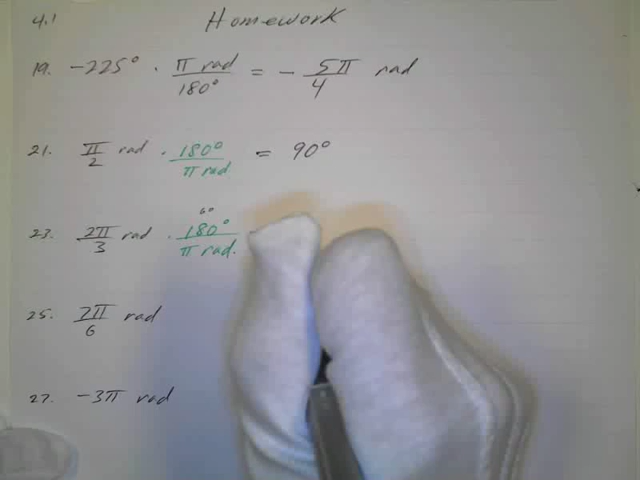 4.1 Homework
19. -225° · π rad / 180° = - 5π / 4 rad
21. π / 2 rad · 180° / π rad. = 90°
23. 2π / 3 rad · 60 180° / π rad.
25. 7π / 6 rad
27. -3π rad